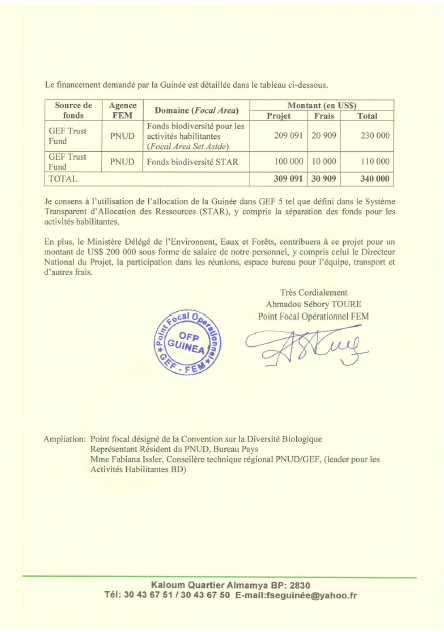 Le financement demandé par la Guinée est détaillée dans le tableau ci-dessous.
Source de fonds Agence FEM Domaine (Focal Area) Montant (en US$)
Projet Frais Total
GEF Trust Fund PNUD Fonds biodiversité pour les activités habilitantes (Focal Area Set Aside) 209 091 20 909 230 000
GEF Trust Fund PNUD Fonds biodiversité STAR 100 000 10 000 110 000
TOTAL 309 091 30 909 340 000
Je consens à l'utilisation de l'allocation de la Guinée dans GEF 5 tel que défini dans le Système
Transparent d'Allocation des Ressources (STAR), y compris la séparation des fonds pour les
activités habilitantes.
En plus, le Ministère Délégé de l'Environnent, Eaux et Forêts, contribuera à ce projet pour un
montant de US$ 200 000 sous forme de salaire de notre personnel, y compris celui le Directeur
National du Projet, la participation dans les réunions, espace bureau pour l'équipe, transport et
d'autres frais.
Très Cordialement
Ahmadou Sébory TOURE
Point Focal Opérationnel FEM
Point Focal Operationnel
OFP
GUINEA
GEF - FEM
Ampliation: Point focal désigné de la Convention sur la Diversité Biologique
Représentant Résident du PNUD, Bureau Pays
Mme Fabiana Issler, Conseilère technique régional PNUD/GEF, (leader pour les
Activités Habilitantes BD)
Kaloum Quartier Almamya BP: 2830
Tél: 30 43 67 51 / 30 43 67 50 E-mail:fseguinée@yahoo.fr